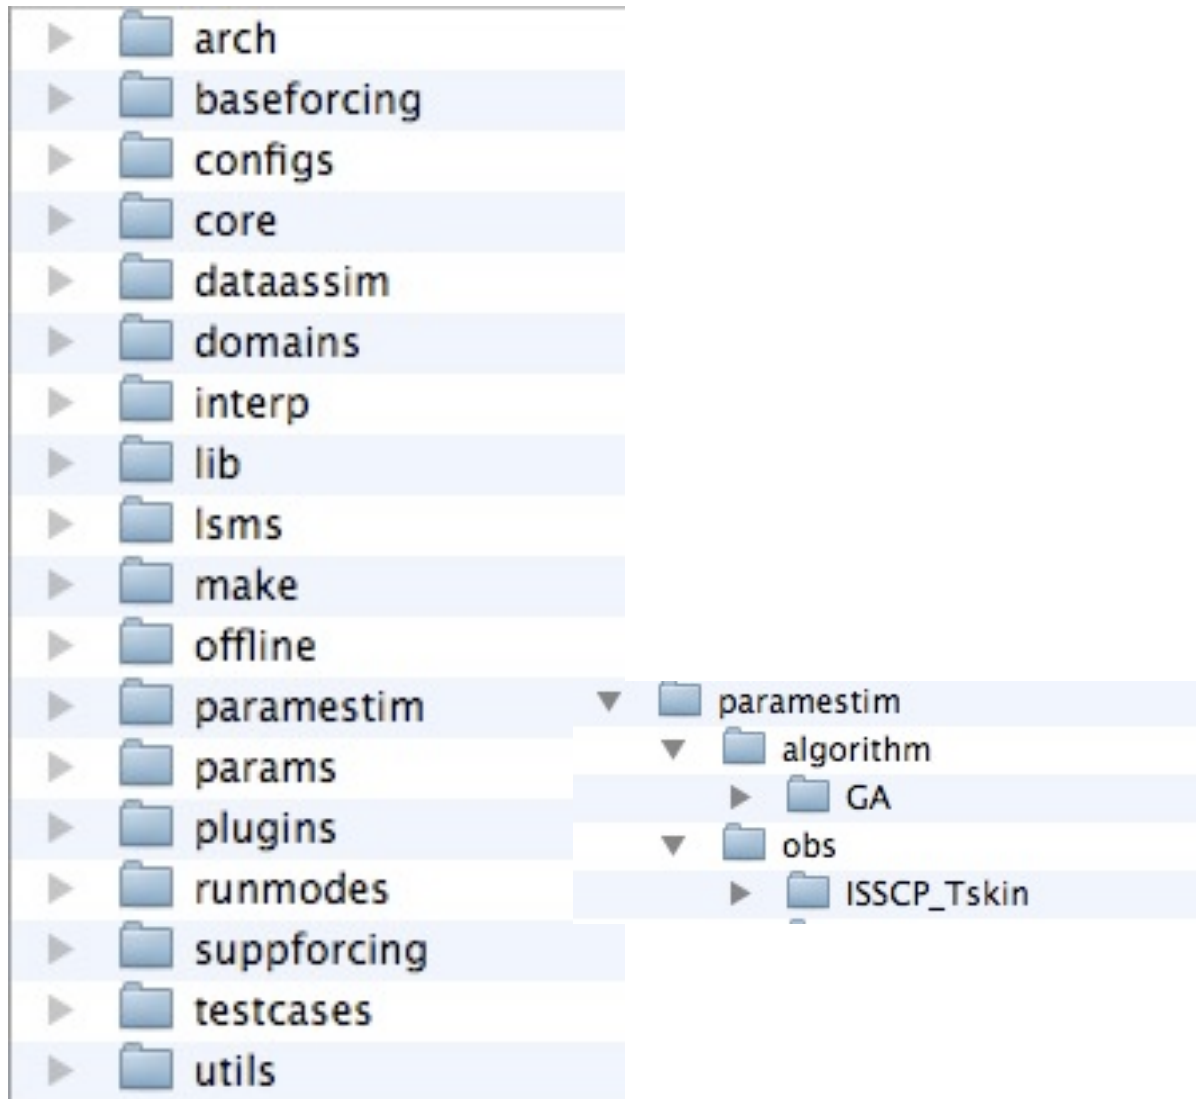 arch
baseforcing
configs
core
dataassim
domains
interp
lib
lsms
make
offline
paramestim
params
plugins
runmodes
suppforcing
testcases
utils
paramestim
algorithm
GA
obs
ISSCP_Tskin